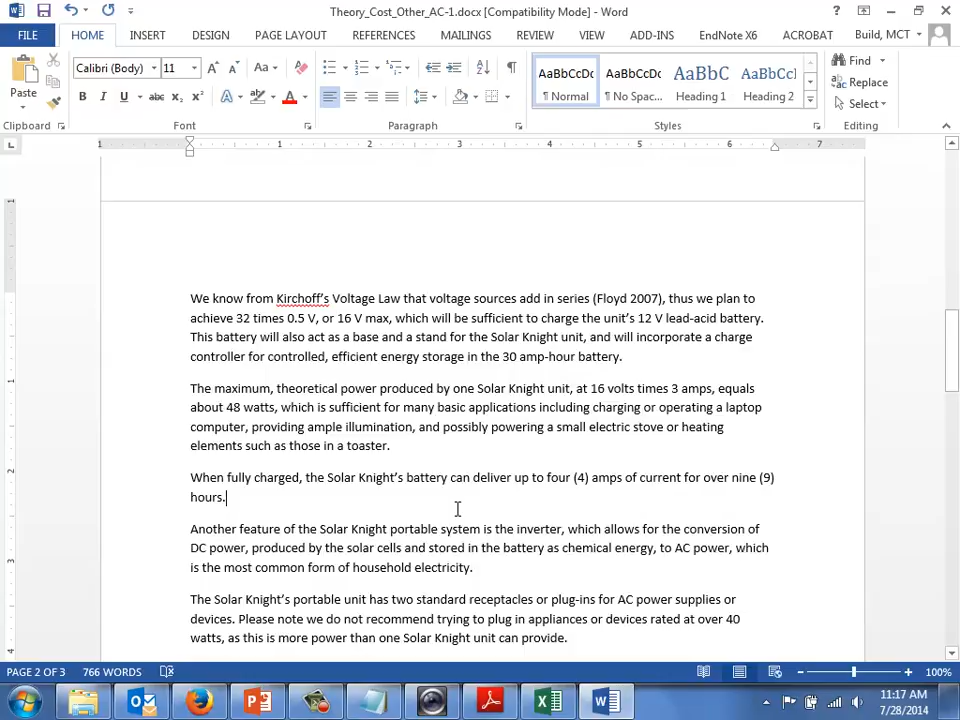 Theory_Cost_Other_AC-1.docx [Compatibility Mode] - Word
FILE HOME INSERT DESIGN PAGE LAYOUT REFERENCES MAILINGS REVIEW VIEW ADD-INS EndNote X6 ACROBAT Build, MCT
Paste
Calibri (Body) 11
Clipboard Font Paragraph Styles Editing
AaBbCcDc AaBbCcDc AaBbC AaBbCcI
¶ Normal ¶ No Spac... Heading 1 Heading 2
Find
Replace
Select
1 1 2 3 4 5 6 7
We know from Kirchoff's Voltage Law that voltage sources add in series (Floyd 2007), thus we plan to
achieve 32 times 0.5 V, or 16 V max, which will be sufficient to charge the unit's 12 V lead-acid battery.
This battery will also act as a base and a stand for the Solar Knight unit, and will incorporate a charge
controller for controlled, efficient energy storage in the 30 amp-hour battery.
The maximum, theoretical power produced by one Solar Knight unit, at 16 volts times 3 amps, equals
about 48 watts, which is sufficient for many basic applications including charging or operating a laptop
computer, providing ample illumination, and possibly powering a small electric stove or heating
elements such as those in a toaster.
When fully charged, the Solar Knight's battery can deliver up to four (4) amps of current for over nine (9)
hours.
Another feature of the Solar Knight portable system is the inverter, which allows for the conversion of
DC power, produced by the solar cells and stored in the battery as chemical energy, to AC power, which
is the most common form of household electricity.
The Solar Knight's portable unit has two standard receptacles or plug-ins for AC power supplies or
devices. Please note we do not recommend trying to plug in appliances or devices rated at over 40
watts, as this is more power than one Solar Knight unit can provide.
PAGE 2 OF 3 766 WORDS 100%
11:17 AM
7/28/2014